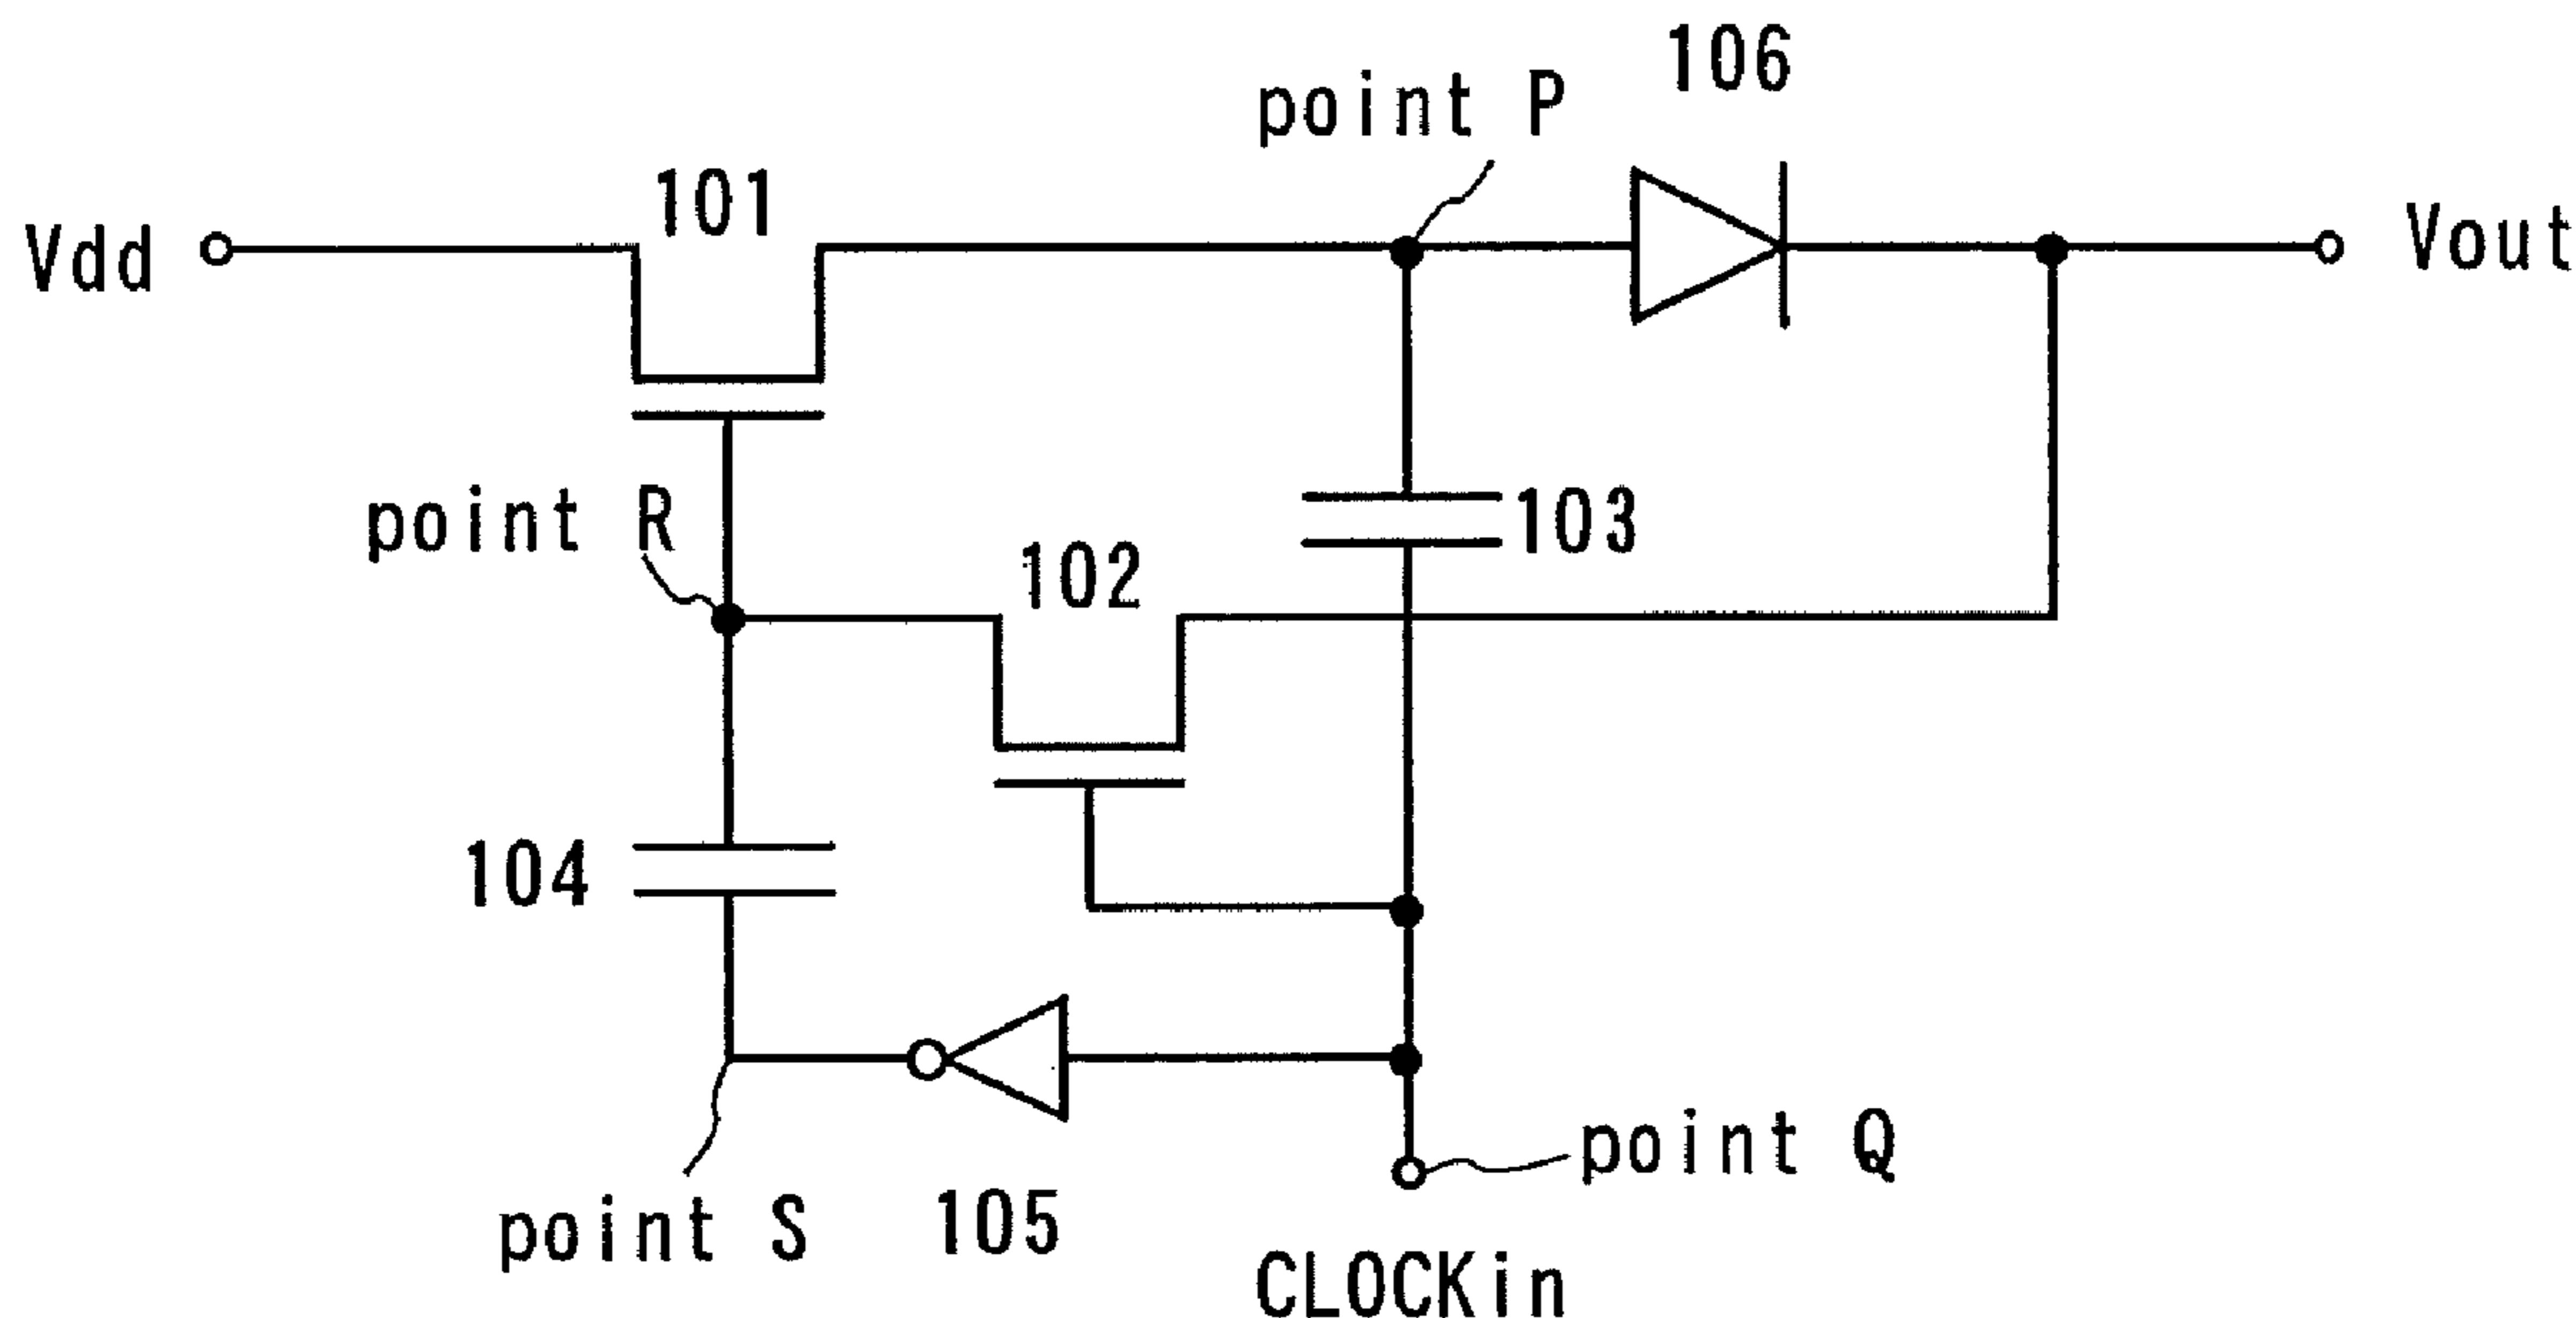 106
point P
101
Vdd
Vout
point R
102
103
104
point Q
point S
105
CLOCKin